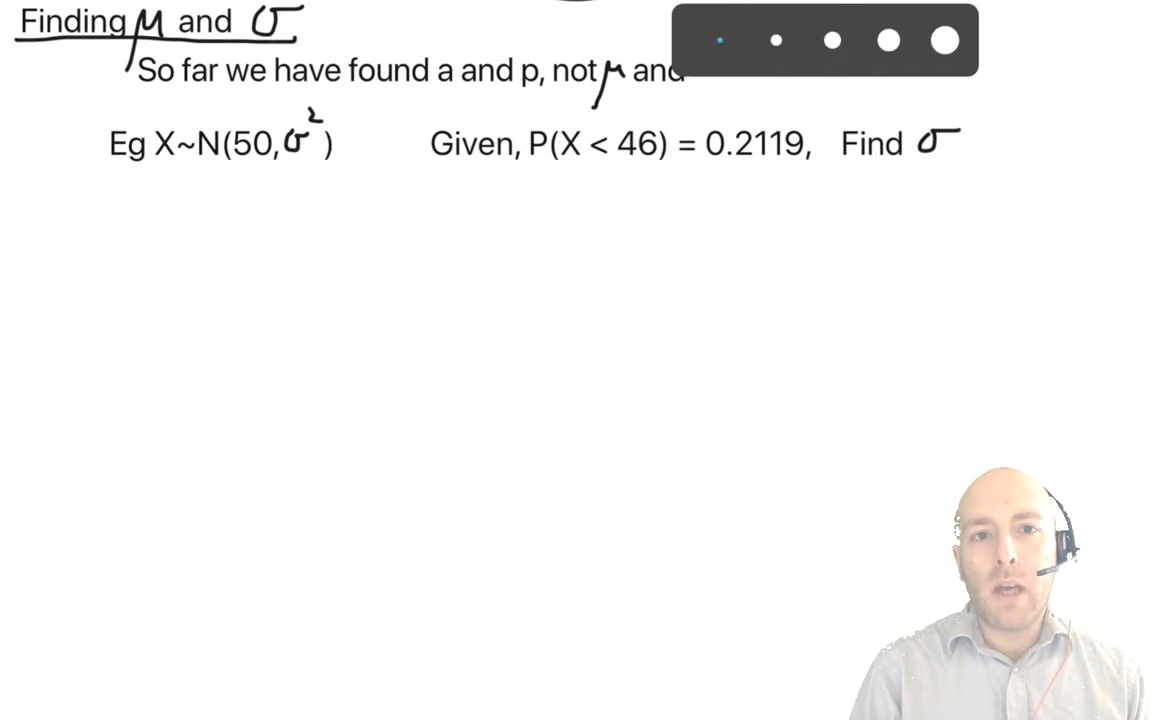 Finding μ and σ
So far we have found a and p, not μ and
Eg X~N(50,σ²) Given, P(X < 46) = 0.2119, Find σ